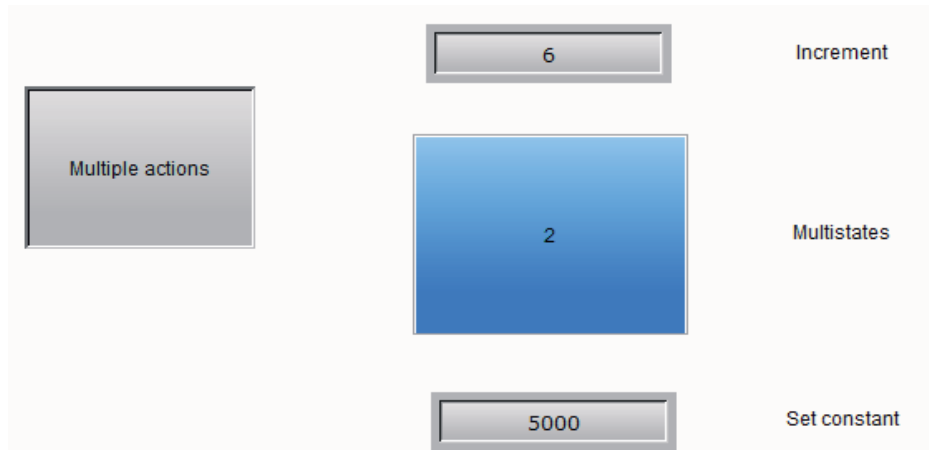 6
Increment
Multiple actions
2
Multistates
5000
Set constant